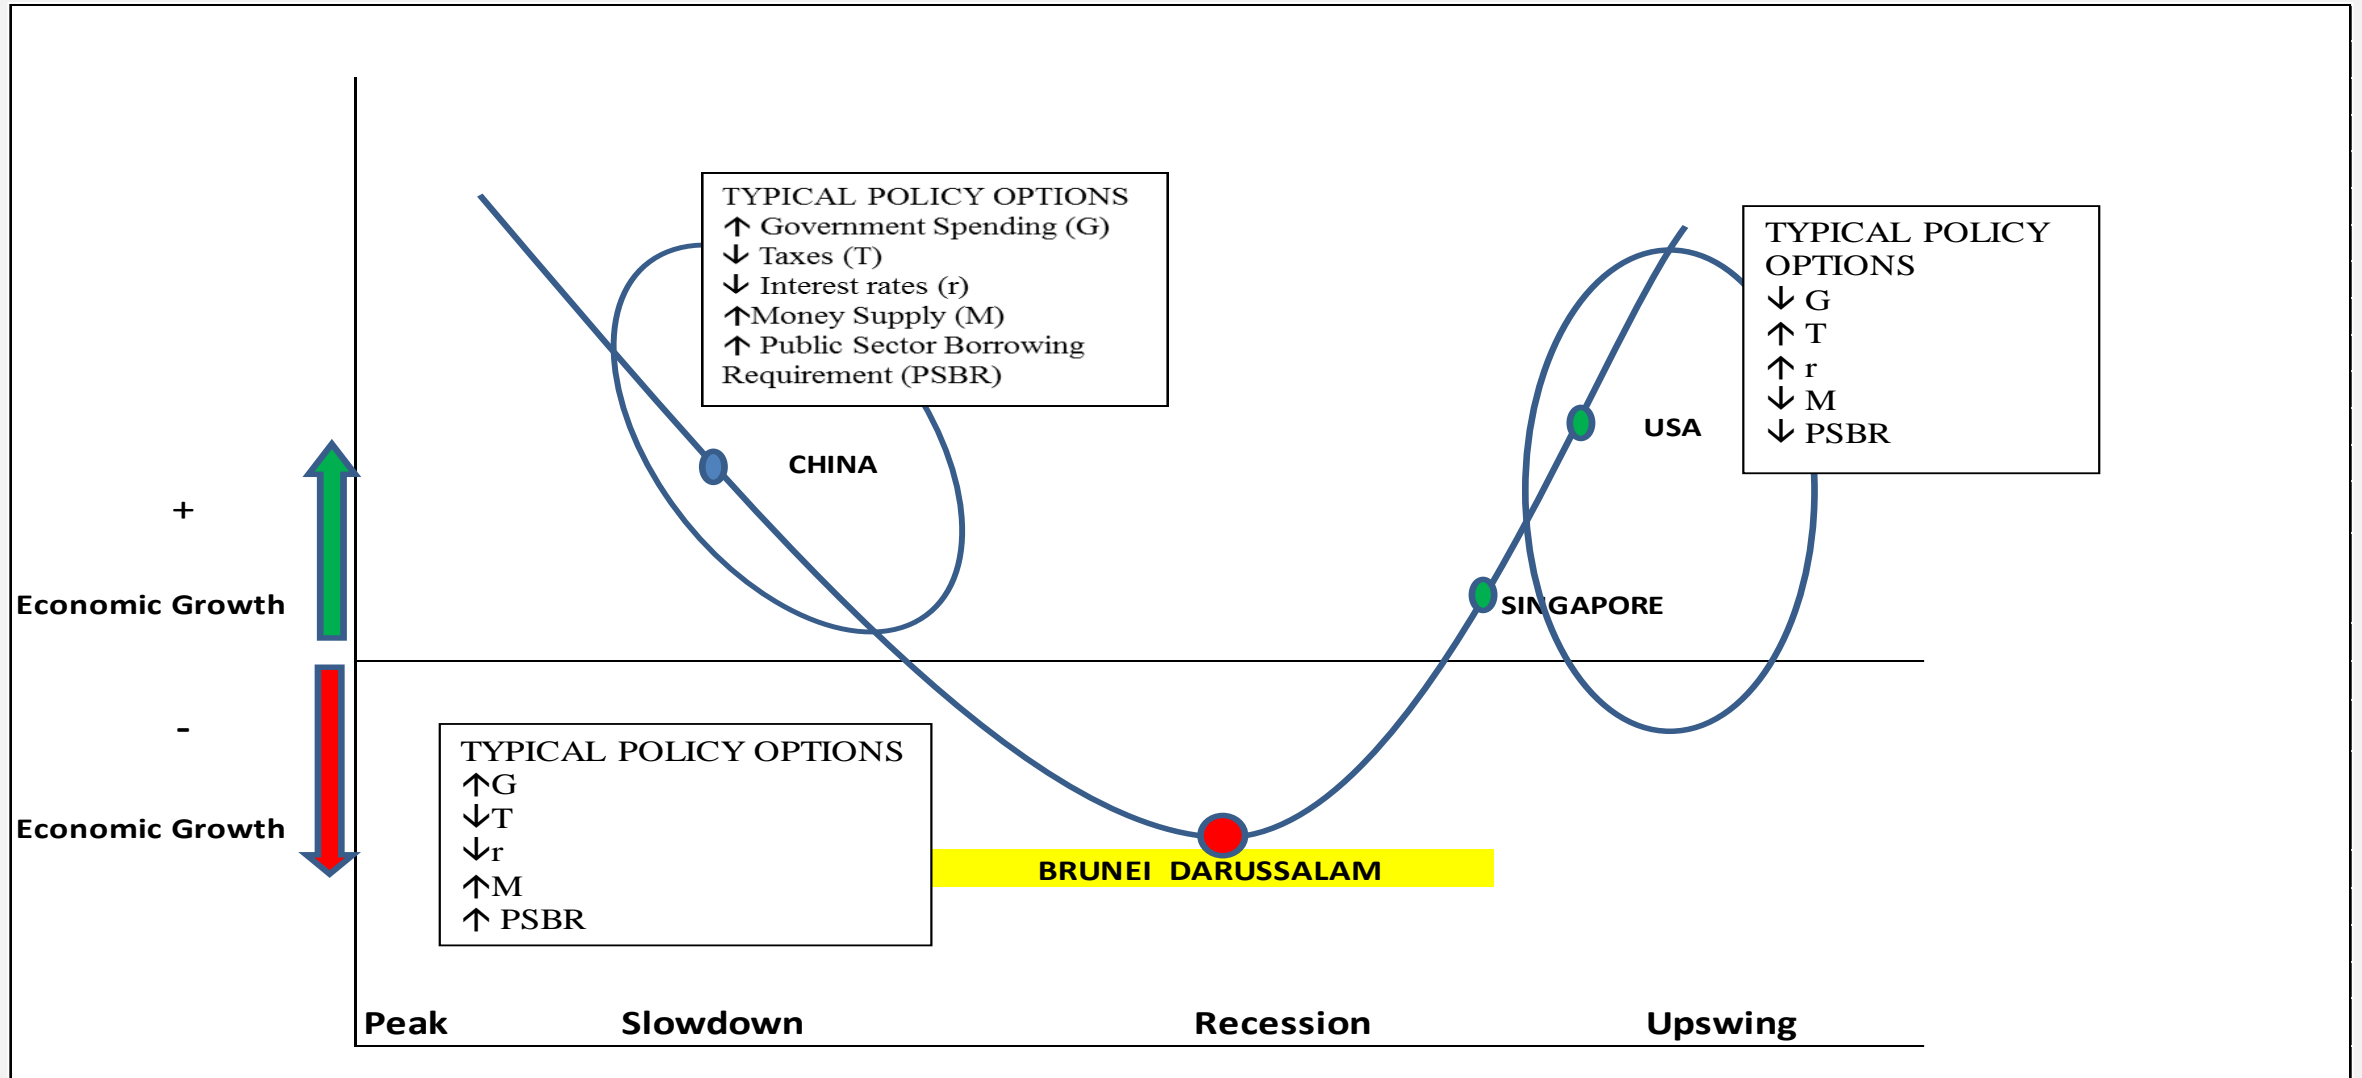 TYPICAL POLICY OPTIONS
↑ Government Spending (G)
↓ Taxes (T)
↓ Interest rates (r)
↑Money Supply (M)
↑ Public Sector Borrowing
Requirement (PSBR)
TYPICAL POLICY
OPTIONS
↓ G
↑ T
↑ r
↓ M
↓ PSBR
USA
CHINA
+
Economic Growth
SINGAPORE
-
Economic Growth
TYPICAL POLICY OPTIONS
↑G
↓T
↓r
↑M
↑ PSBR
BRUNEI DARUSSALAM
Peak Slowdown Recession Upswing